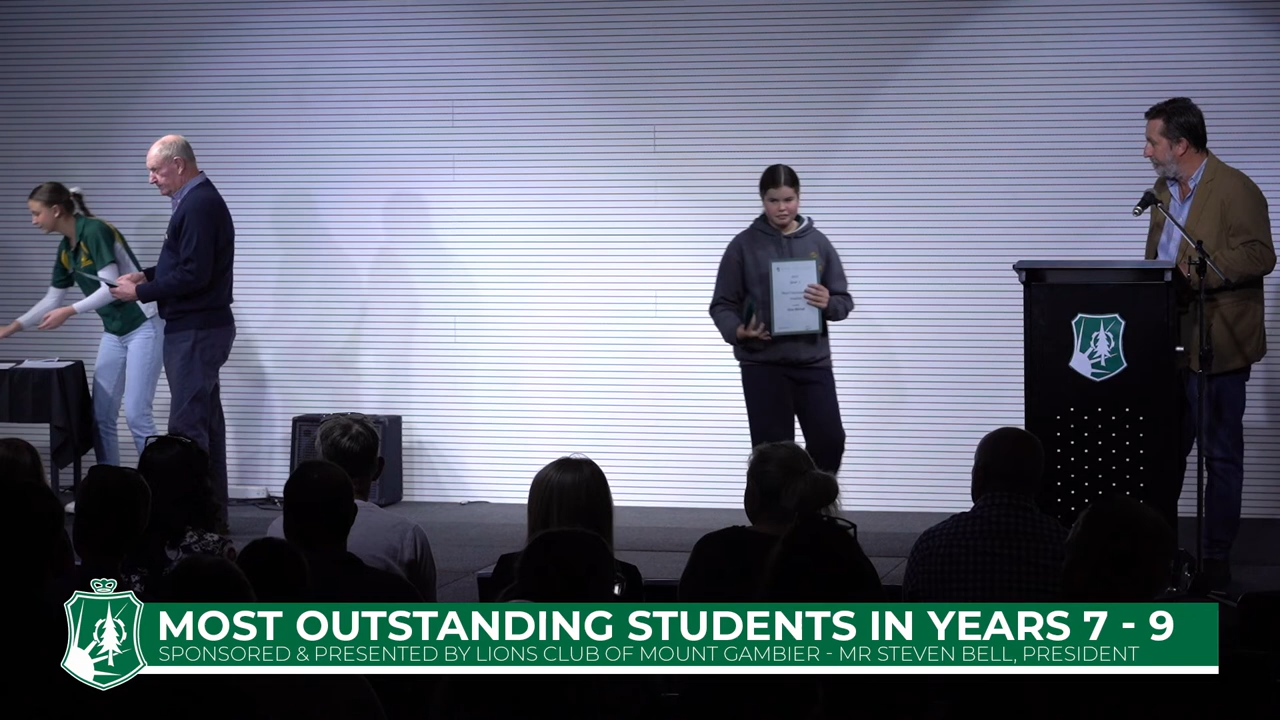 MOST OUTSTANDING STUDENTS IN YEARS 7 - 9
SPONSORED & PRESENTED BY LIONS CLUB OF MOUNT GAMBIER - MR STEVEN BELL, PRESIDENT